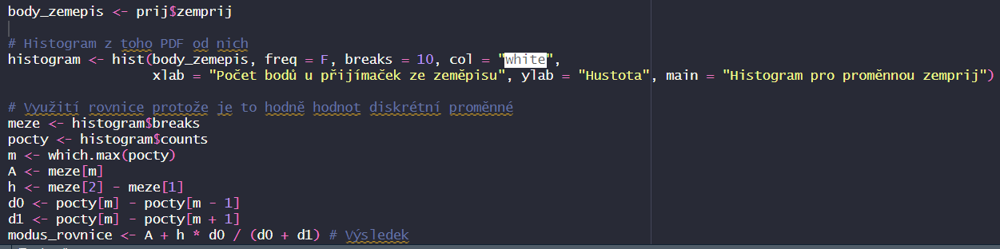 body_zemepis <- prij$zemprij
# Histogram z toho PDF od nich
histogram <- hist(body_zemepis, freq = F, breaks = 10, col = "white",
xlab = "Počet bodů u přijímaček ze zeměpisu", ylab = "Hustota", main = "Histogram pro proměnnou zemprij")
# Využití rovnice protože je to hodně hodnot diskrétní proměnné
meze <- histogram$breaks
pocty <- histogram$counts
m <- which.max(pocty)
A <- meze[m]
h <- meze[2] - meze[1]
d0 <- pocty[m] - pocty[m - 1]
d1 <- pocty[m] - pocty[m + 1]
modus_rovnice <- A + h * d0 / (d0 + d1) # Výsledek